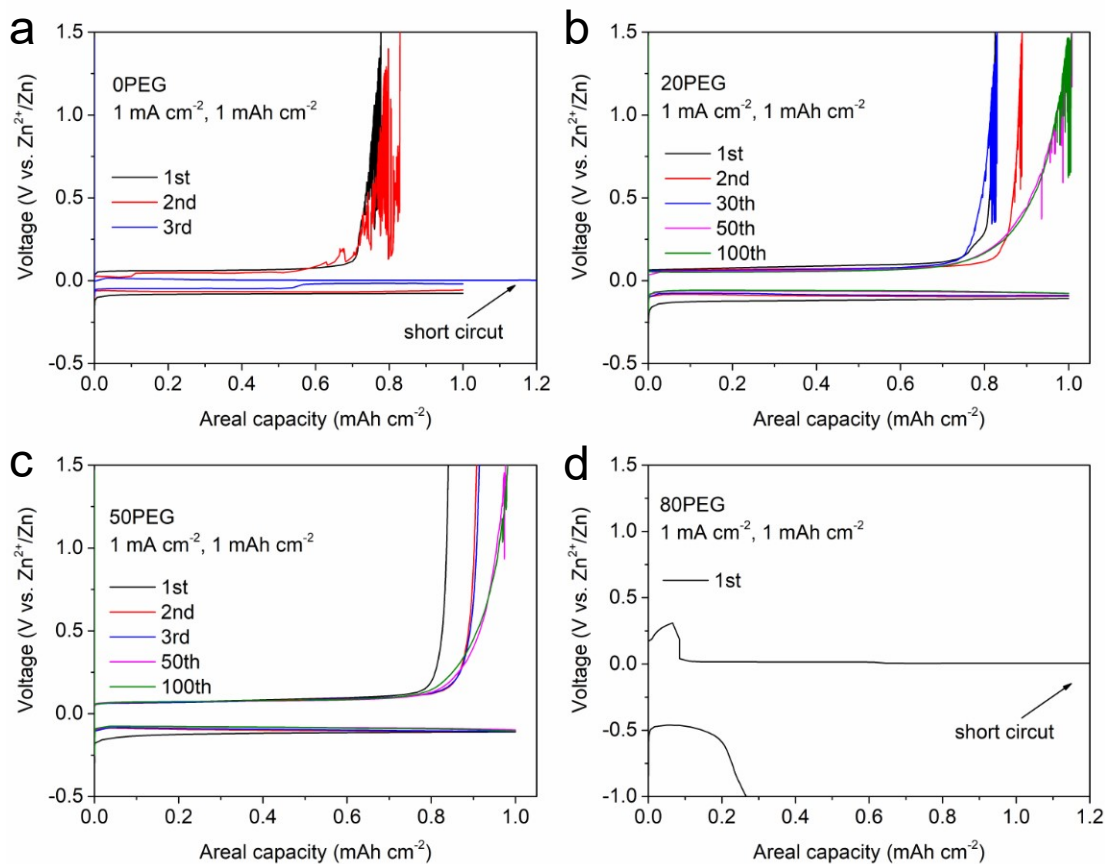 a
0PEG
1 mA cm⁻², 1 mAh cm⁻²
1st
2nd
3rd
short circut
Voltage (V vs. Zn²⁺/Zn)
1.5
1.0
0.5
0.0
-0.5
0.0 0.2 0.4 0.6 0.8 1.0 1.2
Areal capacity (mAh cm⁻²)
b
20PEG
1 mA cm⁻², 1 mAh cm⁻²
1st
2nd
30th
50th
100th
Voltage (V vs. Zn²⁺/Zn)
1.5
1.0
0.5
0.0
-0.5
0.0 0.2 0.4 0.6 0.8 1.0
Areal capacity (mAh cm⁻²)
c
50PEG
1 mA cm⁻², 1 mAh cm⁻²
1st
2nd
3rd
50th
100th
Voltage (V vs. Zn²⁺/Zn)
1.5
1.0
0.5
0.0
-0.5
0.0 0.2 0.4 0.6 0.8 1.0
Areal capacity (mAh cm⁻²)
d
80PEG
1 mA cm⁻², 1 mAh cm⁻²
1st
short circut
Voltage (V vs. Zn²⁺/Zn)
1.5
1.0
0.5
0.0
-0.5
-1.0
0.0 0.2 0.4 0.6 0.8 1.0 1.2
Areal capacity (mAh cm⁻²)